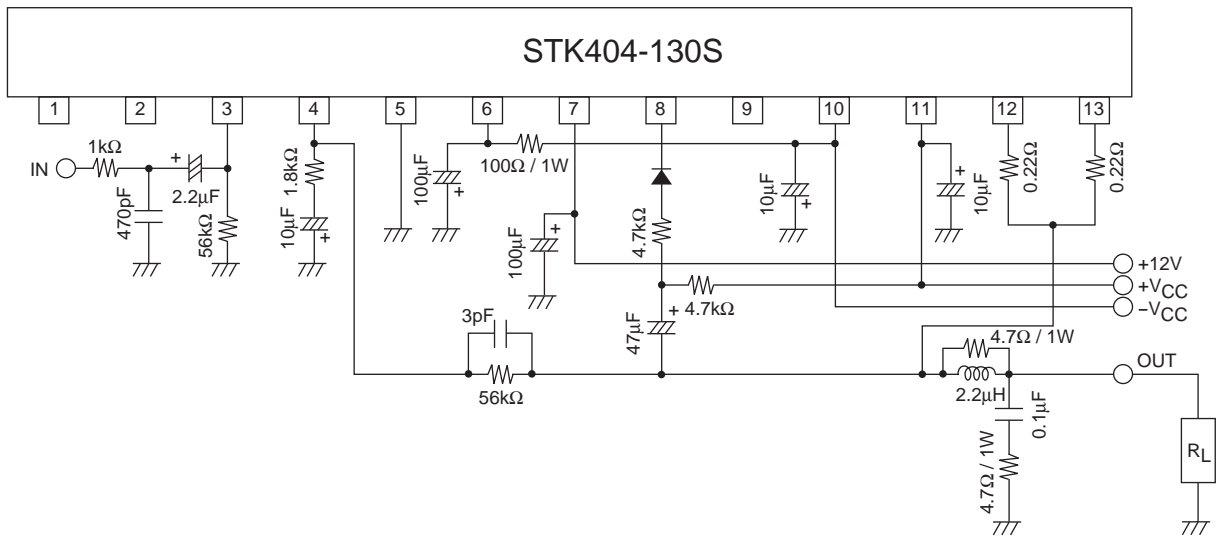 STK404-130S
1 2 3 4 5 6 7 8 9 10 11 12 13
IN
1kΩ
470pF
+
2.2μF
56kΩ
1.8kΩ
10μF
+
100μF
+
100Ω / 1W
100μF
+
4.7kΩ
+
4.7kΩ
47μF
10μF
+
+
10μF
0.22Ω
0.22Ω
+12V
+VCC
–VCC
3pF
56kΩ
4.7Ω / 1W
2.2μH
OUT
0.1μF
4.7Ω / 1W
RL